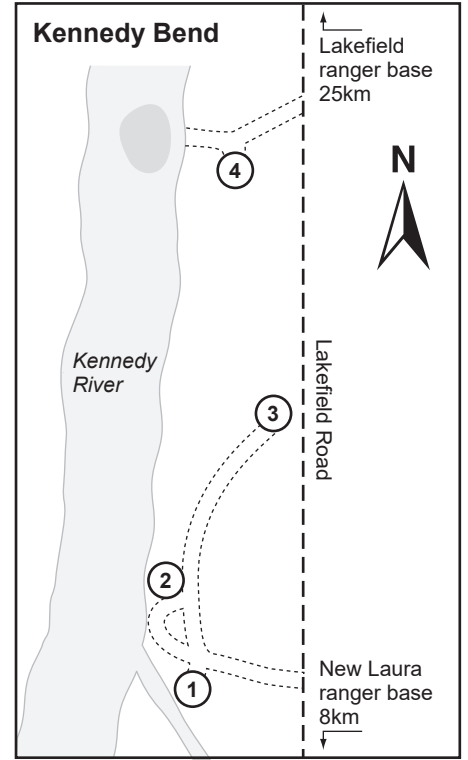 Kennedy Bend
Lakefield
ranger base
25km
N
4
Kennedy
River
Lakefield Road
3
2
1
New Laura
ranger base
8km